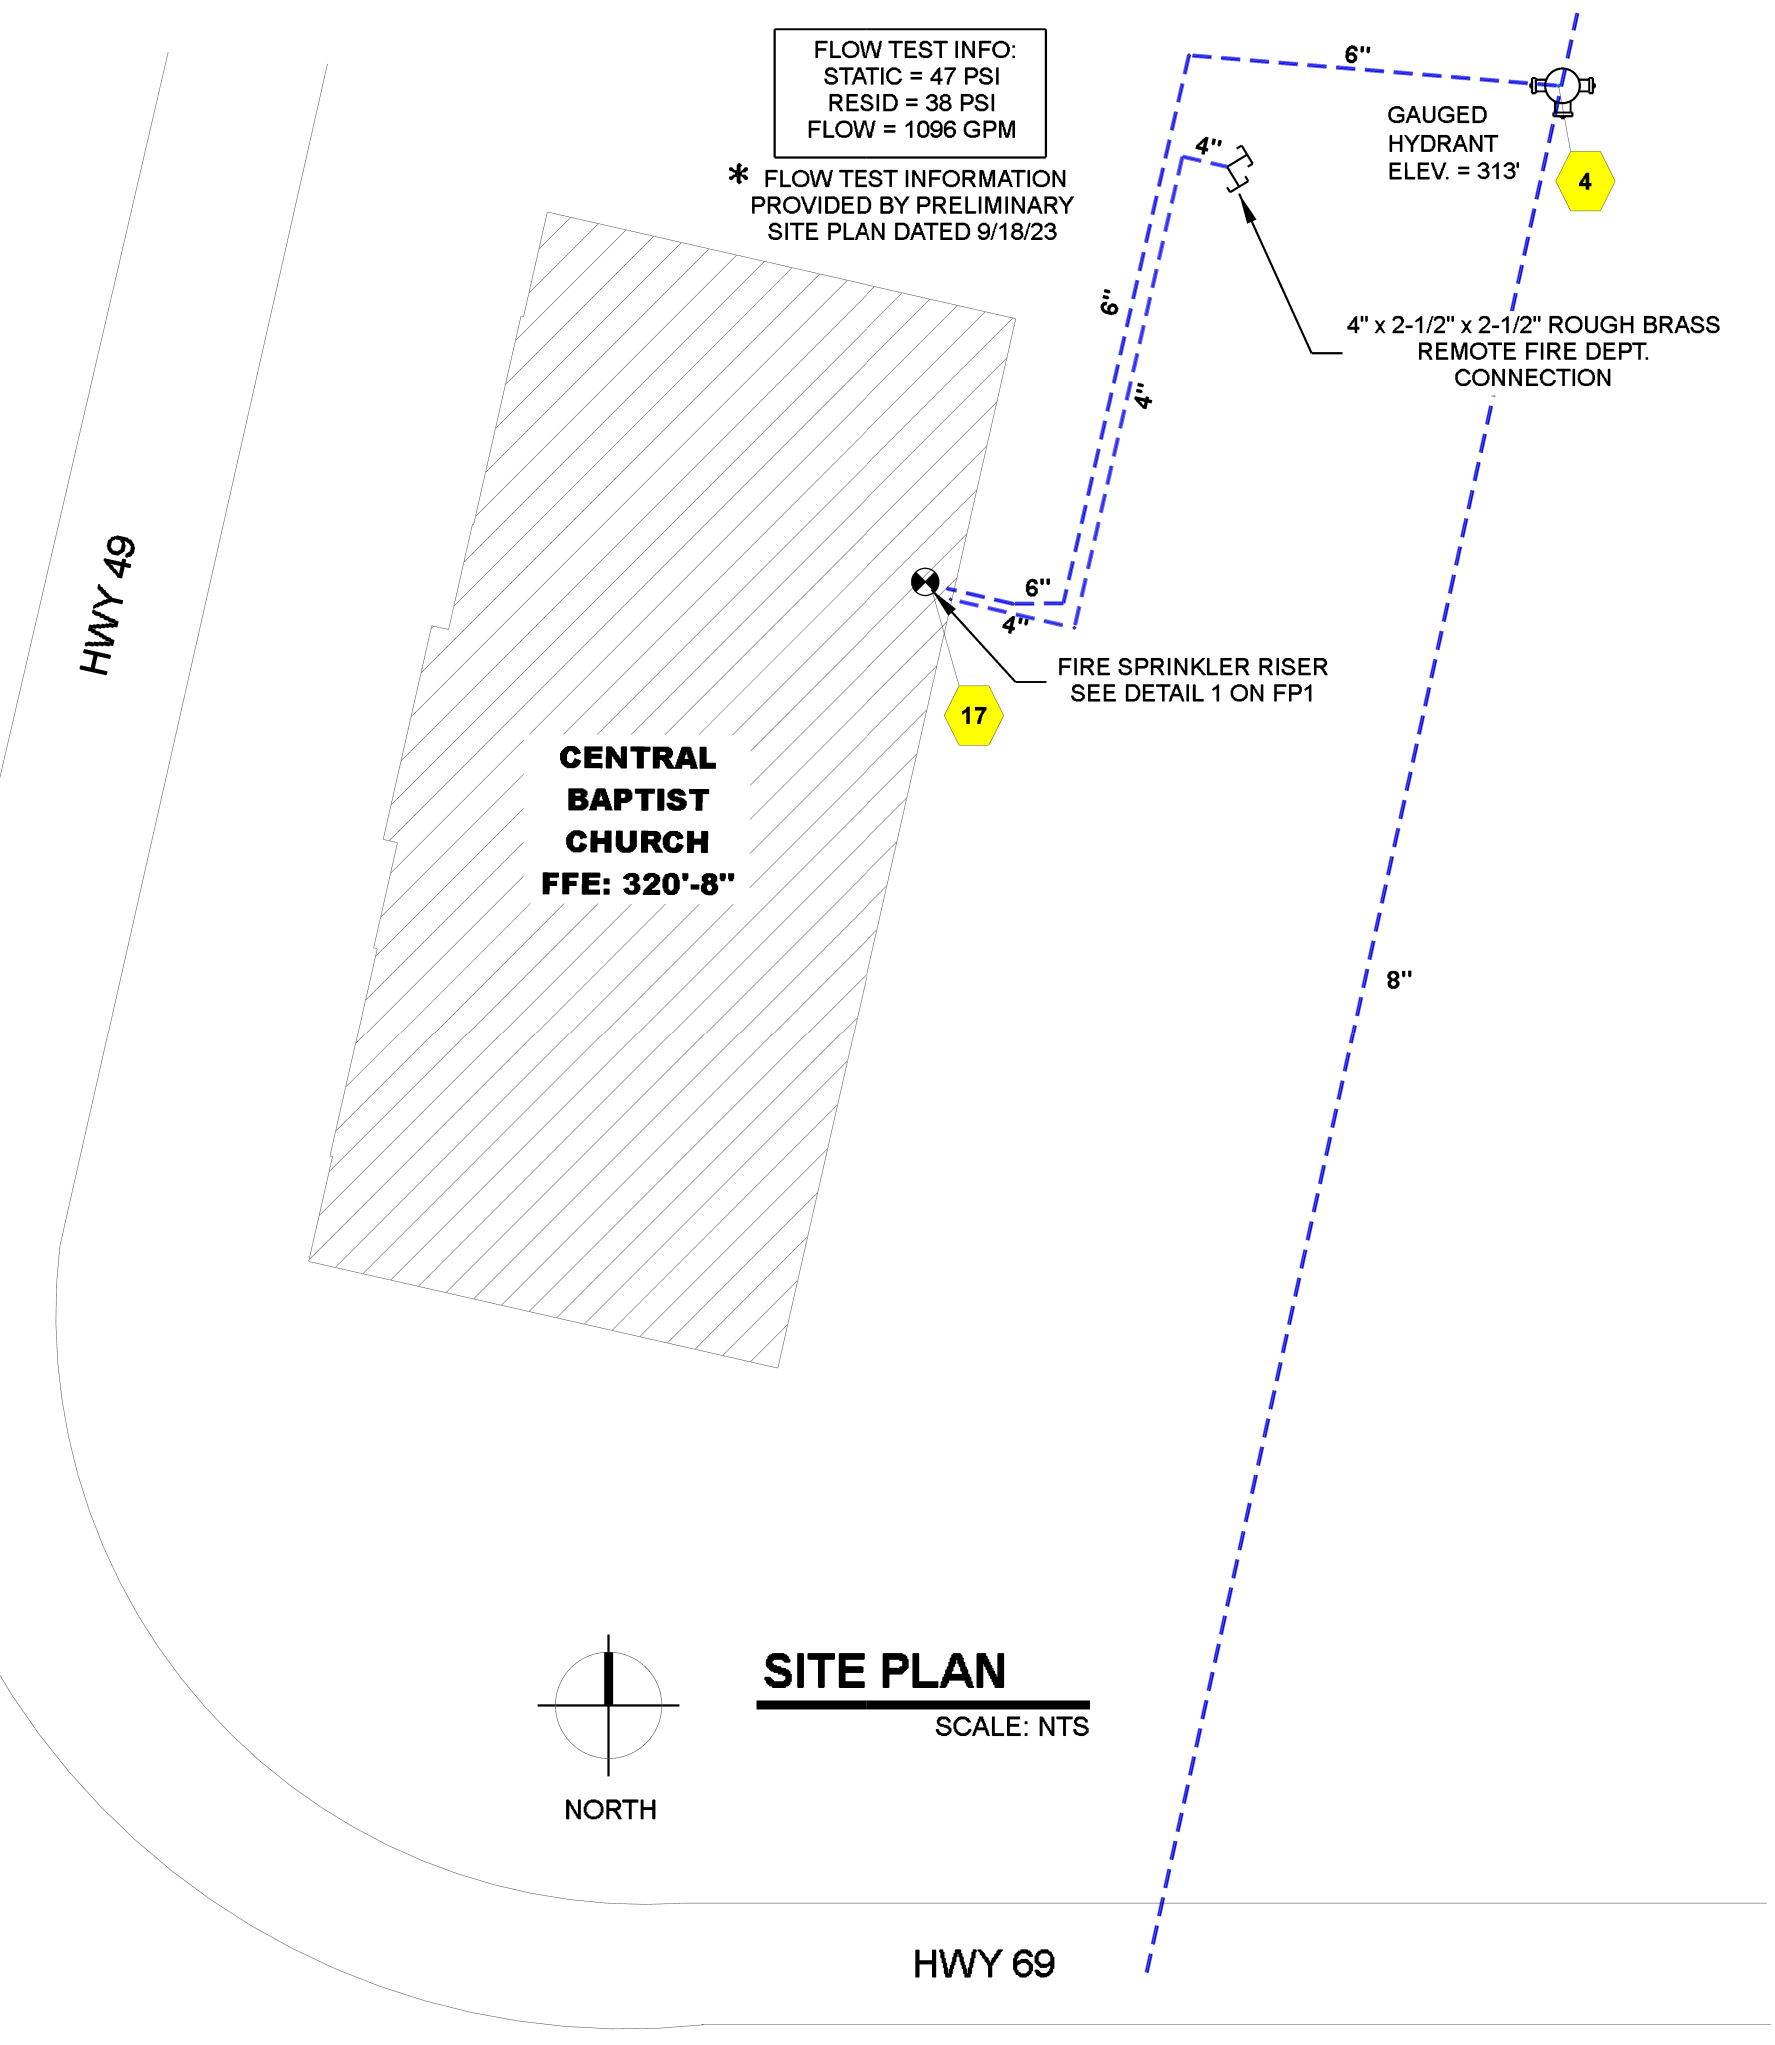 FLOW TEST INFO:
STATIC = 47 PSI
RESID = 38 PSI
FLOW = 1096 GPM
* FLOW TEST INFORMATION
PROVIDED BY PRELIMINARY
SITE PLAN DATED 9/18/23
6"
GAUGED
HYDRANT
ELEV. = 313'
4
4"
6"
4"
4" x 2-1/2" x 2-1/2" ROUGH BRASS
REMOTE FIRE DEPT.
CONNECTION
HWY 49
6"
4"
FIRE SPRINKLER RISER
SEE DETAIL 1 ON FP1
17
CENTRAL
BAPTIST
CHURCH
FFE: 320'-8"
8"
SITE PLAN
SCALE: NTS
NORTH
HWY 69